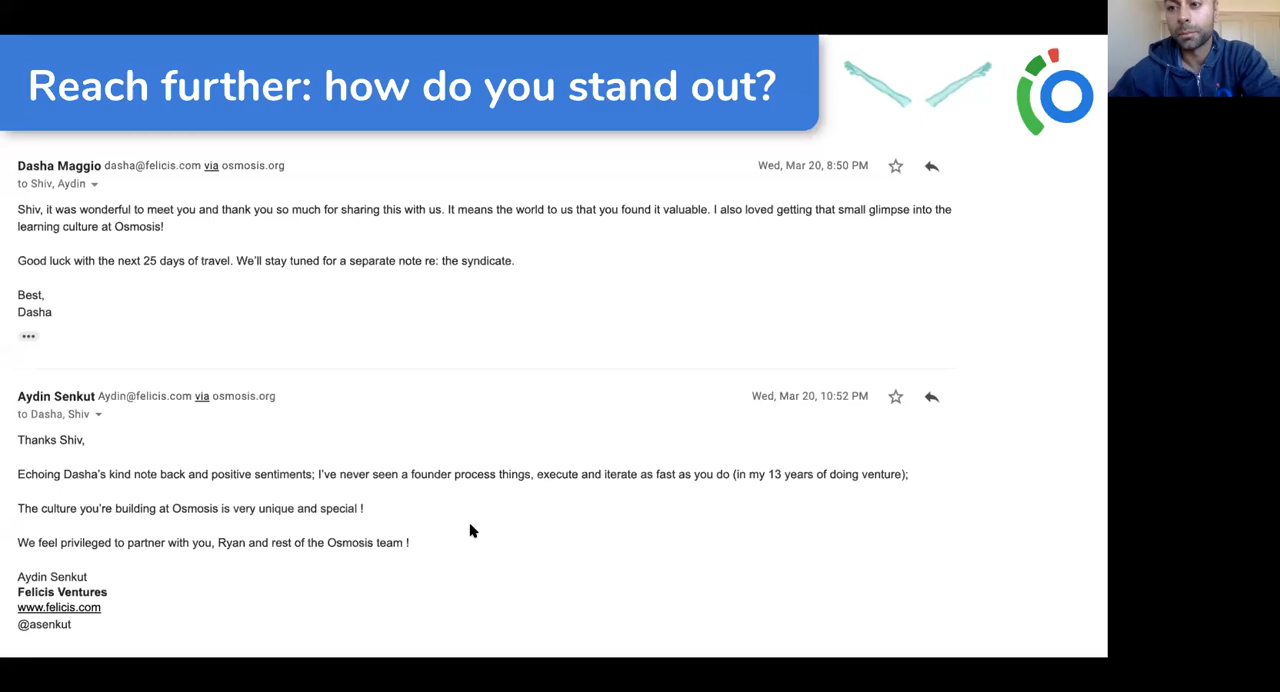 Reach further: how do you stand out?
Dasha Maggio dasha@felicis.com via osmosis.org
Wed, Mar 20, 8:50 PM
to Shiv, Aydin
Shiv, it was wonderful to meet you and thank you so much for sharing this with us. It means the world to us that you found it valuable. I also loved getting that small glimpse into the
learning culture at Osmosis!
Good luck with the next 25 days of travel. We'll stay tuned for a separate note re: the syndicate.
Best,
Dasha
Aydin Senkut Aydin@felicis.com via osmosis.org
Wed, Mar 20, 10:52 PM
to Dasha, Shiv
Thanks Shiv,
Echoing Dasha's kind note back and positive sentiments; I've never seen a founder process things, execute and iterate as fast as you do (in my 13 years of doing venture);
The culture you're building at Osmosis is very unique and special !
We feel privileged to partner with you, Ryan and rest of the Osmosis team !
Aydin Senkut
Felicis Ventures
www.felicis.com
@asenkut